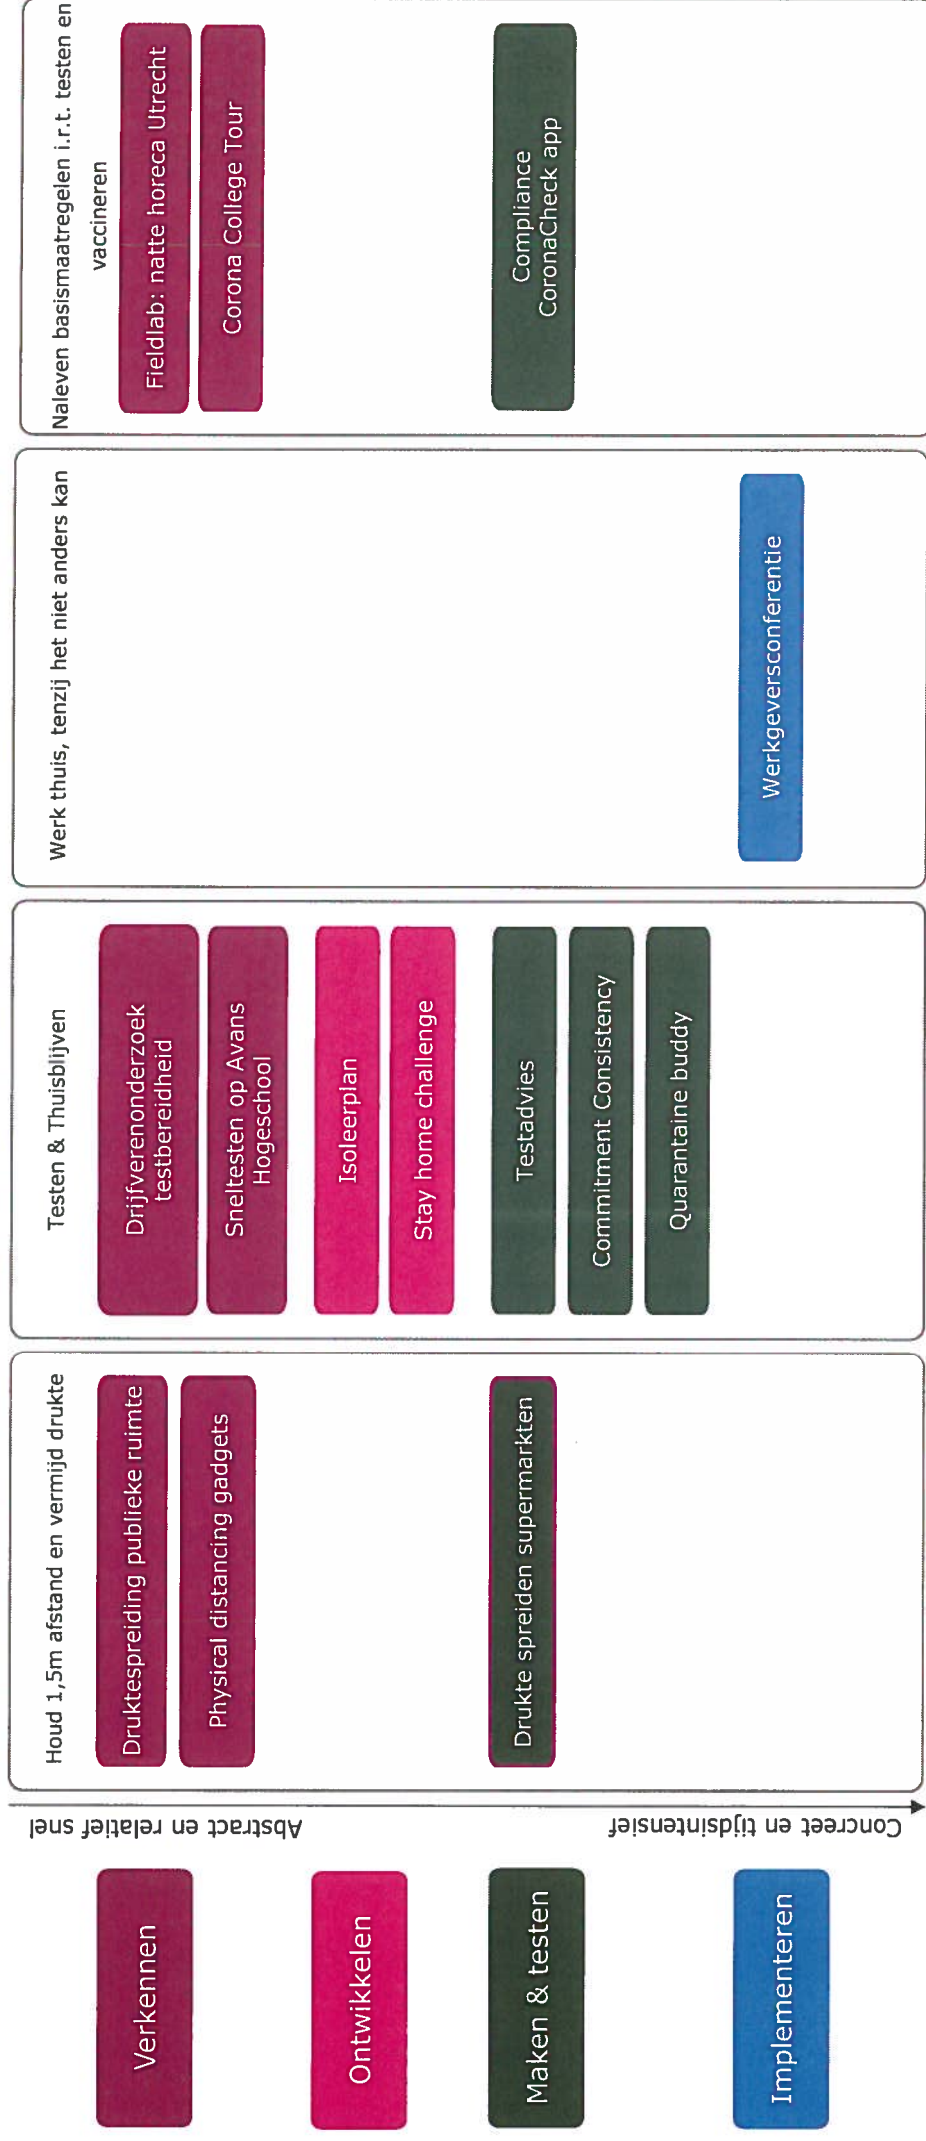 Verkennen
Ontwikkelen
Maken & testen
Implementeren
Abstract en relatief snel
Concreet en tijdsintensief
Houd 1,5m afstand en vermijd drukte
Druktespreiding publieke ruimte
Physical distancing gadgets
Drukte spreiden supermarkten
Testen & Thuisblijven
Drijfverenonderzoek
testbereidheid
Sneltesten op Avans
Hogeschool
Isoleerplan
Stay home challenge
Testadvies
Commitment Consistency
Quarantaine buddy
Werk thuis, tenzij het niet anders kan
Werkgeversconferentie
Naleven basismaatregelen i.r.t. testen en
vaccineren
Fieldlab: natte horeca Utrecht
Corona College Tour
Compliance
CoronaCheck app